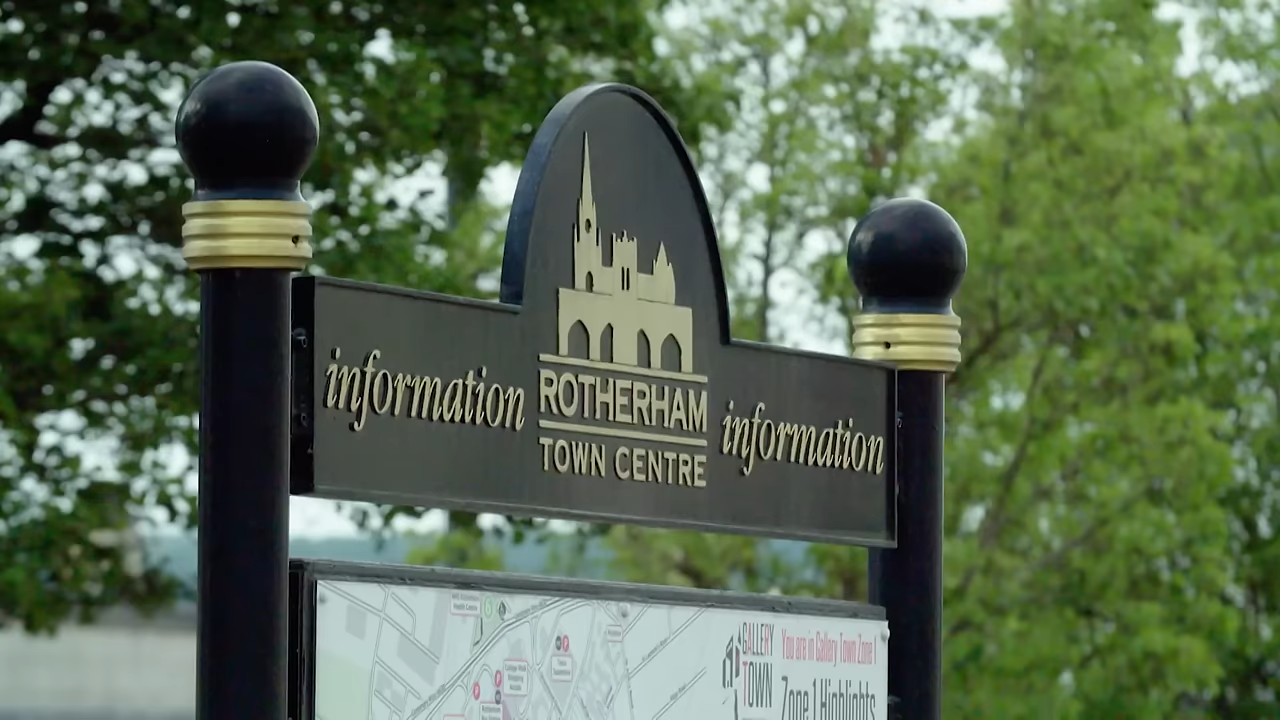 information
ROTHERHAM
TOWN CENTRE
information
GALLERY
TOWN
You are in Gallery Town Zone 1
Zone 1 Highlights